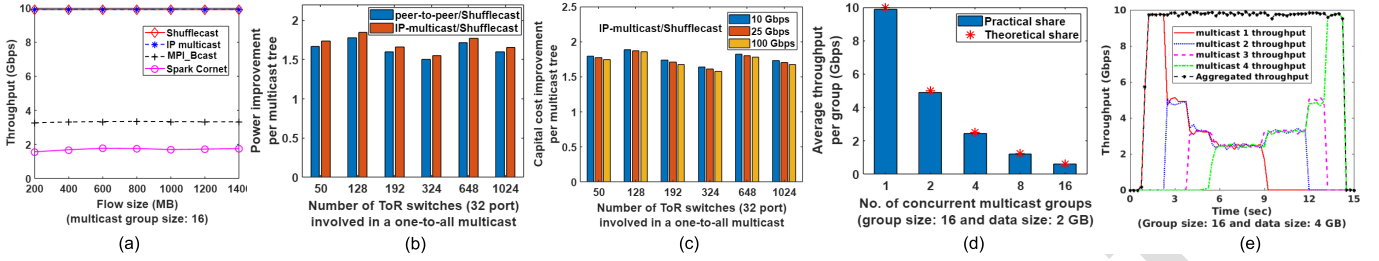 Throughput (Gbps)
10
8
6
4
2
0
Shufflecast
IP multicast
MPI_Bcast
Spark Cornet
200 400 600 800 1000 1200 1400
Flow size (MB)
(multicast group size: 16)
(a)
Power improvement
per multicast tree
2
1.5
1
0.5
0
peer-to-peer/Shufflecast
IP-multicast/Shufflecast
50 128 192 324 648 1024
Number of ToR switches (32 port)
involved in a one-to-all multicast
(b)
Capital cost improvement
per multicast tree
2.5
2
1.5
1
0.5
0
IP-multicast/Shufflecast
10 Gbps
25 Gbps
100 Gbps
50 128 192 324 648 1024
Number of ToR switches (32 port)
involved in a one-to-all multicast
(c)
Average throughput
per group (Gbps)
10
8
6
4
2
0
Practical share
Theoretical share
1 2 4 8 16
No. of concurrent multicast groups
(group size: 16 and data size: 2 GB)
(d)
Throughput (Gbps)
10
8
6
4
2
0
multicast 1 throughput
multicast 2 throughput
multicast 3 throughput
multicast 4 throughput
Aggregated throughput
0 3 6 9 12 15
Time (sec)
(Group size: 16 and data size: 4 GB)
(e)